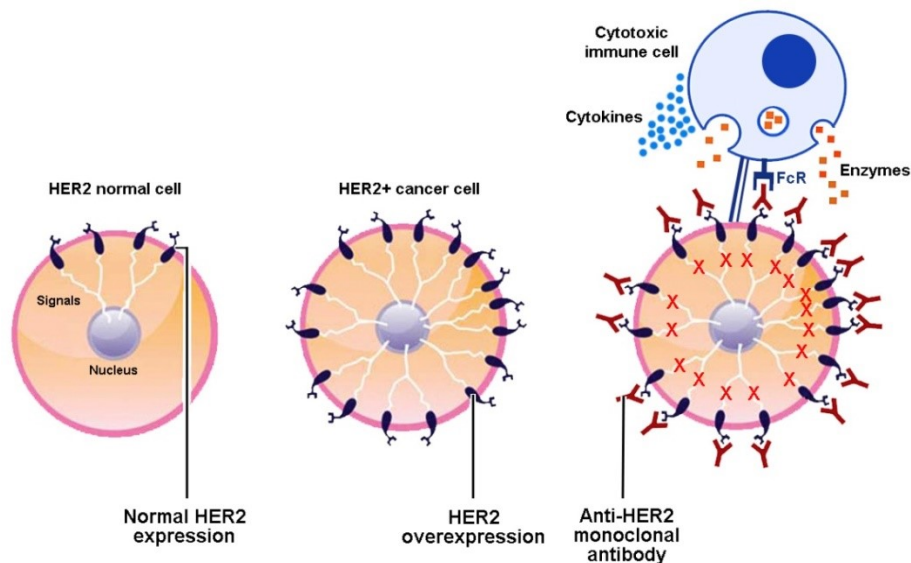 Cytotoxic
immune cell
Cytokines
Enzymes
FcR
HER2 normal cell
HER2+ cancer cell
Signals
Nucleus
X X X X X X X X X X X X X X X X X
Normal HER2
expression
HER2
overexpression
Anti-HER2
monoclonal
antibody